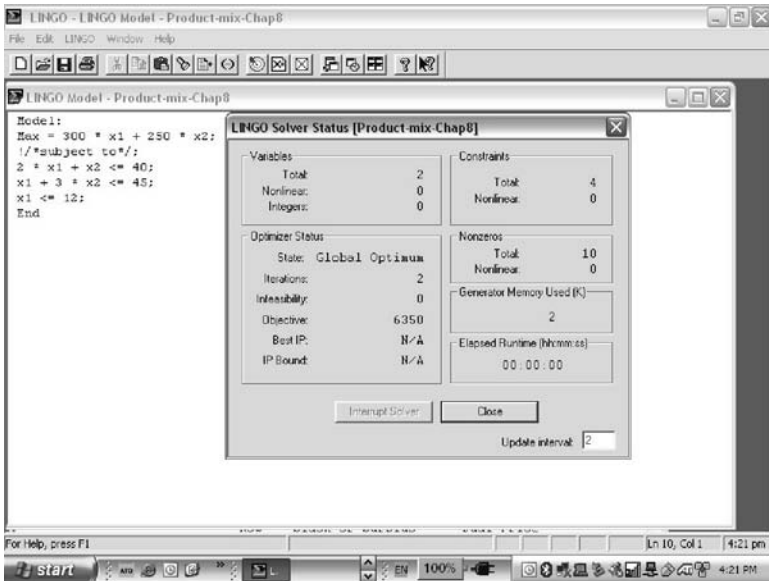 LINGO - LINGO Model - Product-mix-Chap8
File Edit LINGO Window Help
LINGO Model - Product-mix-Chap8
Model:
Max = 300 * x1 + 250 * x2;
!/*subject to*/;
2 * x1 + x2 <= 40;
x1 + 3 * x2 <= 45;
x1 <= 12;
End
LINGO Solver Status [Product-mix-Chap8]
Variables
Total: 2
Nonlinear: 0
Integers: 0
Optimizer Status
State: Global Optimum
Iterations: 2
Infeasibility: 0
Objective: 6350
Best IP: N/A
IP Bound: N/A
Constraints
Total: 4
Nonlinear: 0
Nonzeros
Total: 10
Nonlinear: 0
Generator Memory Used (K)
2
Elapsed Runtime (hh:mm:ss)
00:00:00
Interrupt Solver
Close
Update interval: 2
For Help, press F1
Ln 10, Col 1
4:21 pm
start
L
EN
100%
4:21 PM